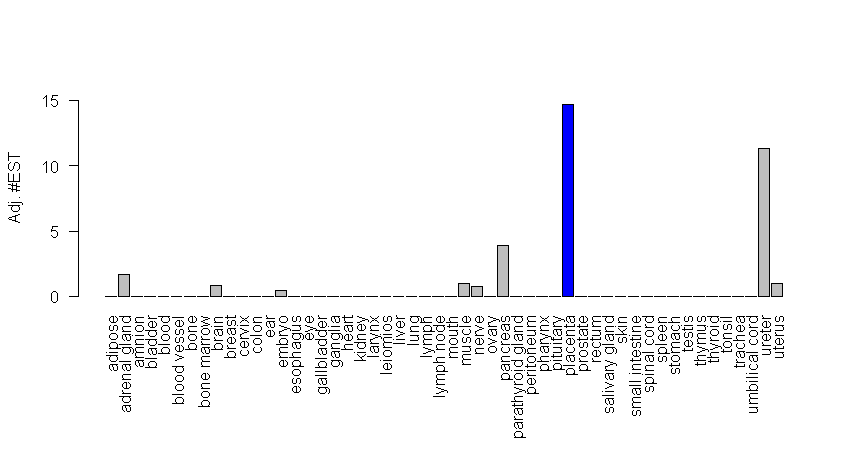 Adj. #EST
15
10
5
0
adipose
adrenal gland
amnion
bladder
blood
blood vessel
bone
bone marrow
brain
breast
cervix
colon
ear
embryo
esophagus
eye
gallbladder
ganglia
heart
kidney
larynx
leiomios
liver
lung
lymph
lymph node
mouth
muscle
nerve
ovary
pancreas
parathyroid gland
peritoneum
pharynx
pituitary
placenta
prostate
rectum
salivary gland
skin
small intestine
spinal cord
spleen
stomach
testis
thymus
thyroid
tonsil
trachea
umbilical cord
ureter
uterus